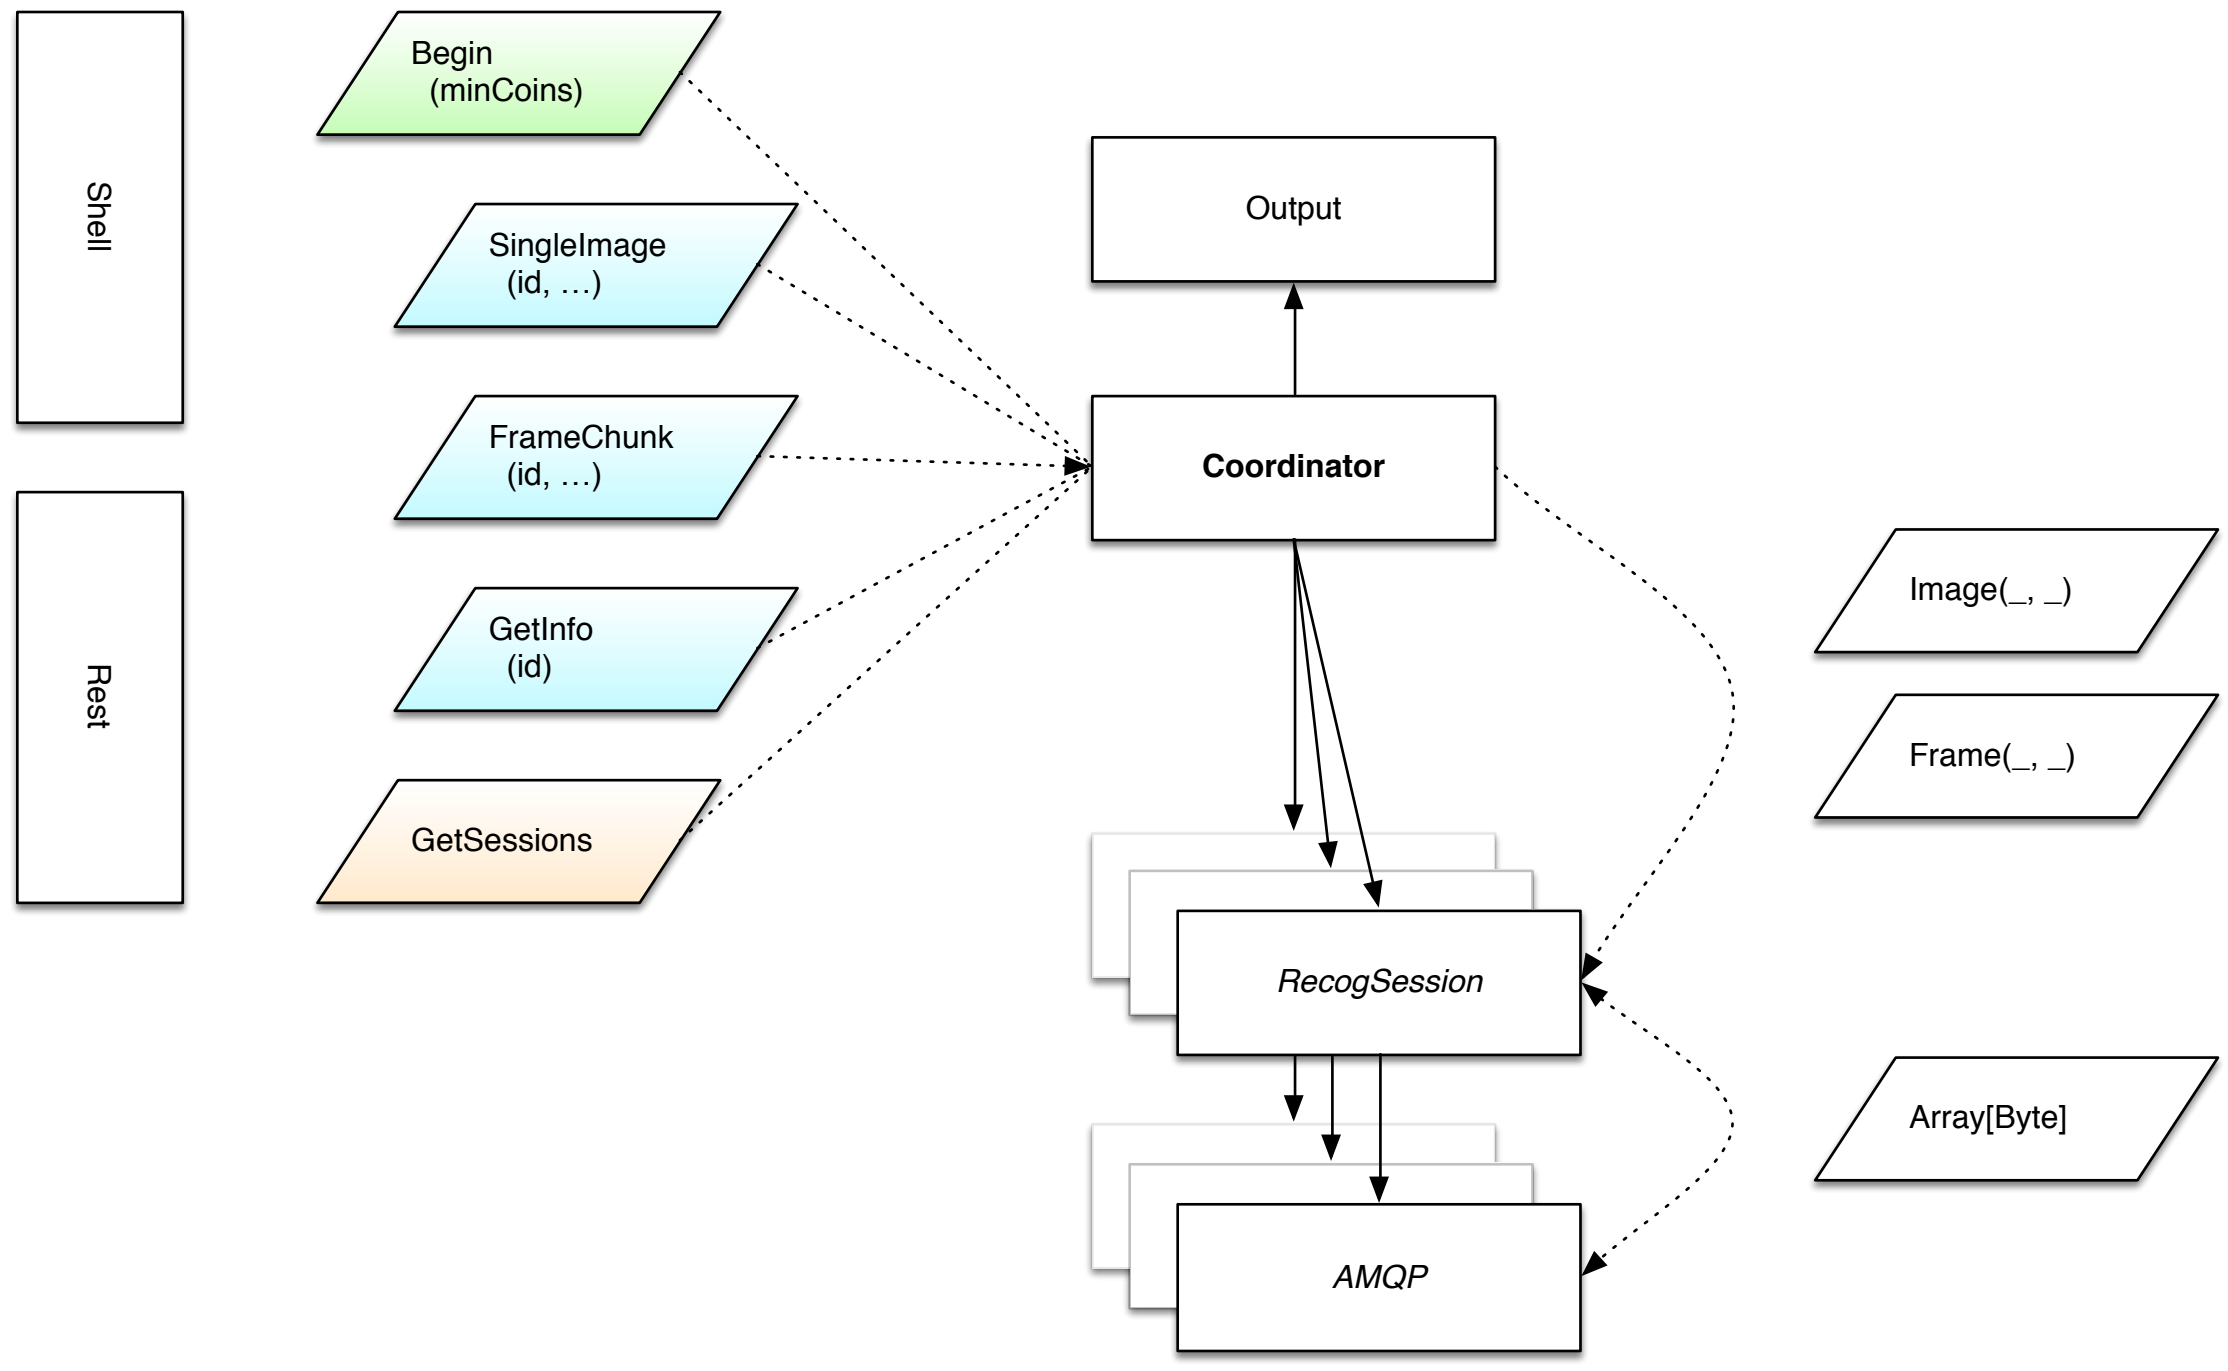 Shell
Rest
Begin
(minCoins)
SingleImage
(id, …)
FrameChunk
(id, …)
GetInfo
(id)
GetSessions
Output
Coordinator
RecogSession
AMQP
Image(_, _)
Frame(_, _)
Array[Byte]